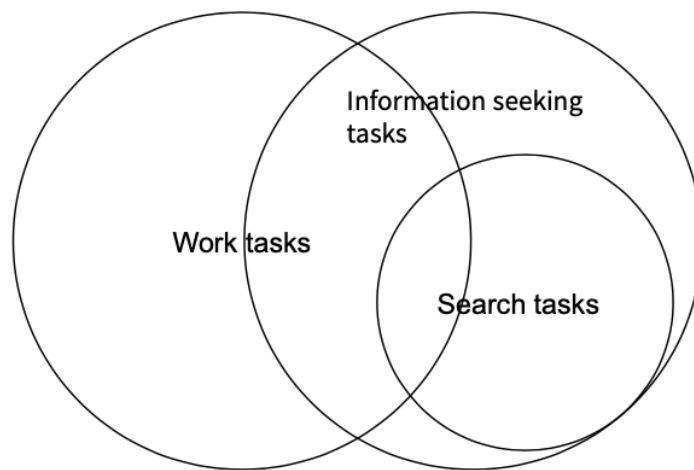 Information seeking
tasks
Work tasks
Search tasks